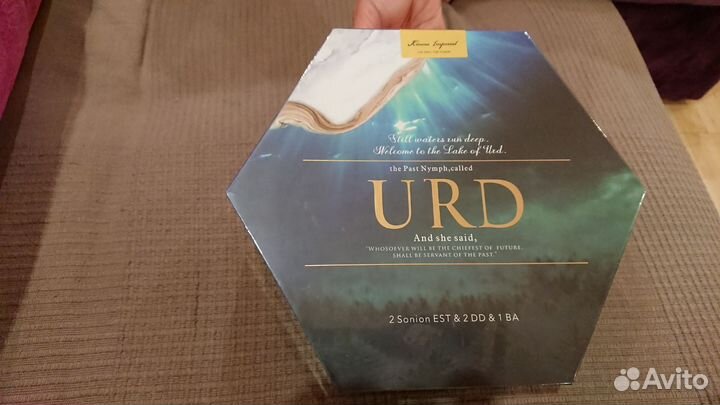 Kinera Imperial
Still waters run deep.
Welcome to the Lake of Urd.
the Past Nymph,called
URD
And she said,
"WHOSOEVER WILL BE THE CHIEFEST OF FUTURE,
SHALL BE SERVANT OF THE PAST."
2 Sonion EST & 2 DD & 1 BA
Avito